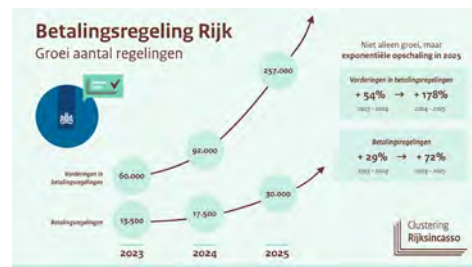 Betalingsregeling Rijk
Groei aantal regelingen
Niet alleen groei, maar
exponentiële opschaling in 2025
Vorderingen in betalingsregelingen
+ 54% → + 178%
2023 - 2024 2024 - 2025
Betalingsregelingen
+ 29% → + 72%
2023 - 2024 2024 - 2025
257.000
92.000
Vorderingen in
betalingsregelingen
60.000
Betalingsregelingen
13.500
17.500
30.000
2023
2024
2025
Clustering
Rijksincasso